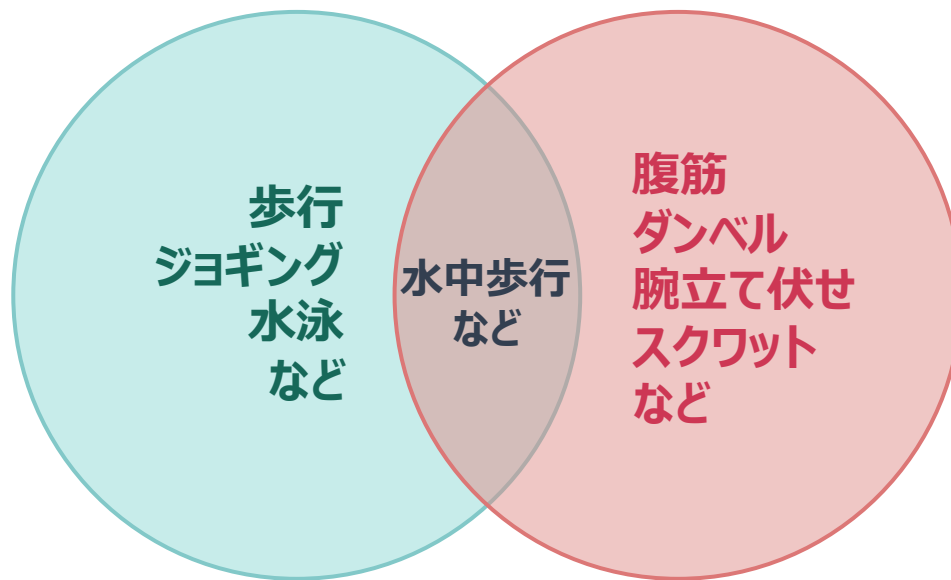 歩行
ジョギング
水泳
など
水中歩行
など
腹筋
ダンベル
腕立て伏せ
スクワット
など